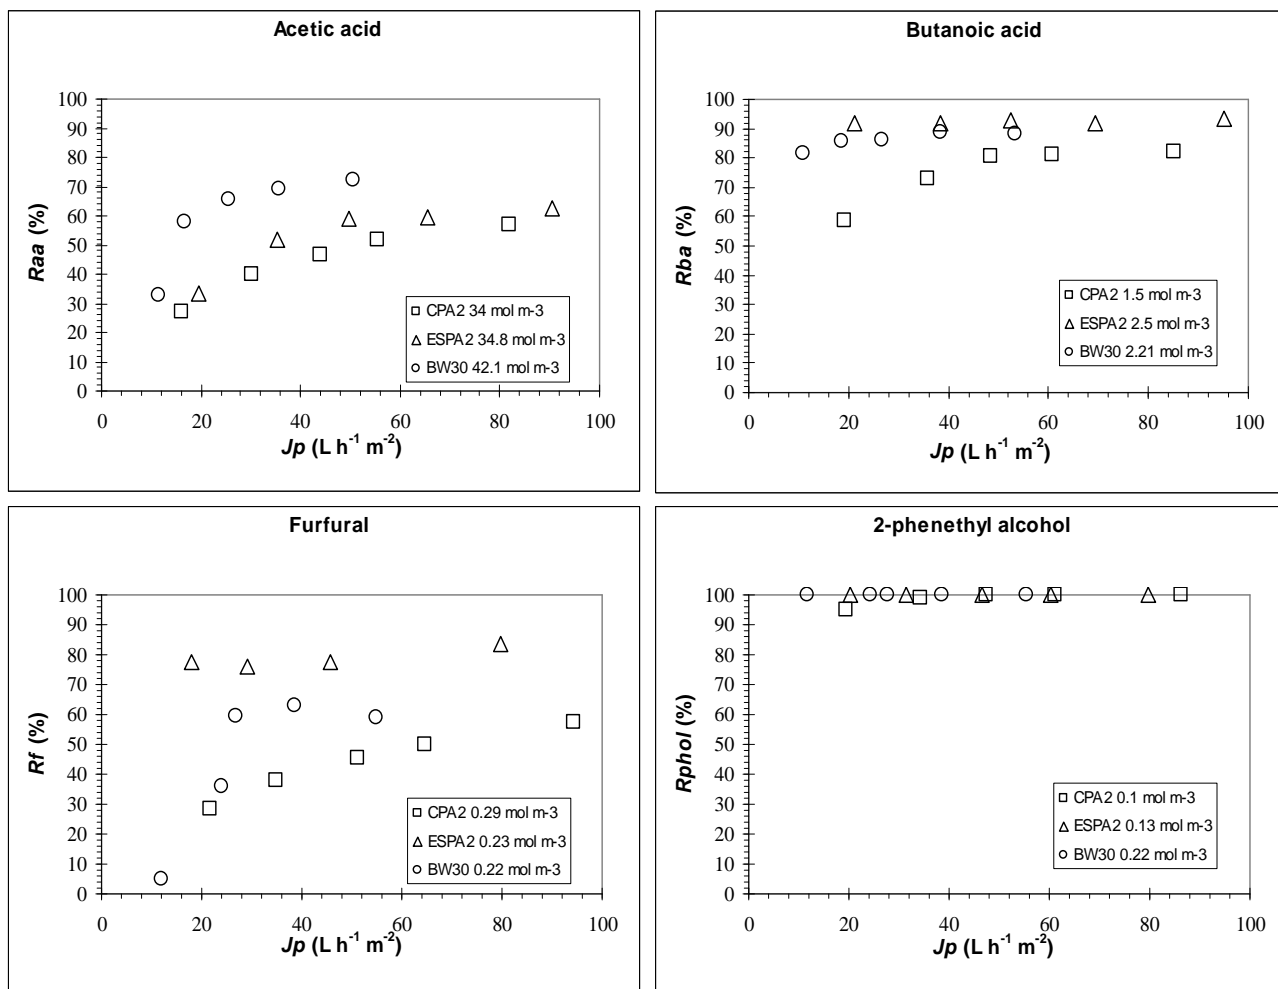 Acetic acid
100
90
80
70
60
50
40
30
20
10
0
Raa (%)
CPA2 34 mol m-3
ESPA2 34.8 mol m-3
BW30 42.1 mol m-3
0 20 40 60 80 100
Jp (L h-1 m-2)
Butanoic acid
100
90
80
70
60
50
40
30
20
10
0
Rba (%)
CPA2 1.5 mol m-3
ESPA2 2.5 mol m-3
BW30 2.21 mol m-3
0 20 40 60 80 100
Jp (L h-1 m-2)
Furfural
100
90
80
70
60
50
40
30
20
10
0
Rf (%)
CPA2 0.29 mol m-3
ESPA2 0.23 mol m-3
BW30 0.22 mol m-3
0 20 40 60 80 100
Jp (L h-1 m-2)
2-phenethyl alcohol
100
90
80
70
60
50
40
30
20
10
0
Rphol (%)
CPA2 0.1 mol m-3
ESPA2 0.13 mol m-3
BW30 0.22 mol m-3
0 20 40 60 80 100
Jp (L h-1 m-2)